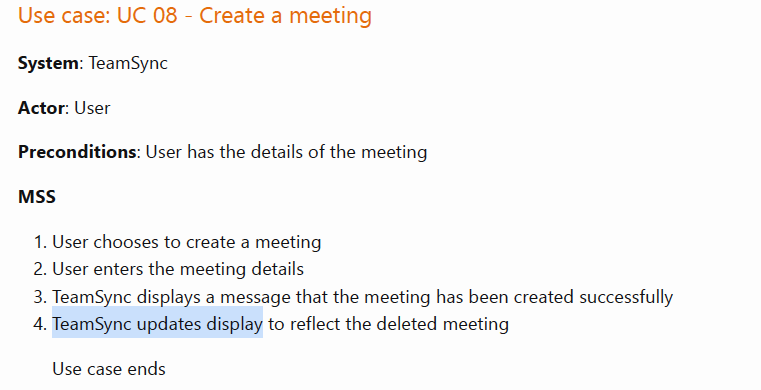 Use case: UC 08 - Create a meeting
System: TeamSync
Actor: User
Preconditions: User has the details of the meeting
MSS
1. User chooses to create a meeting
2. User enters the meeting details
3. TeamSync displays a message that the meeting has been created successfully
4. TeamSync updates display to reflect the deleted meeting
Use case ends